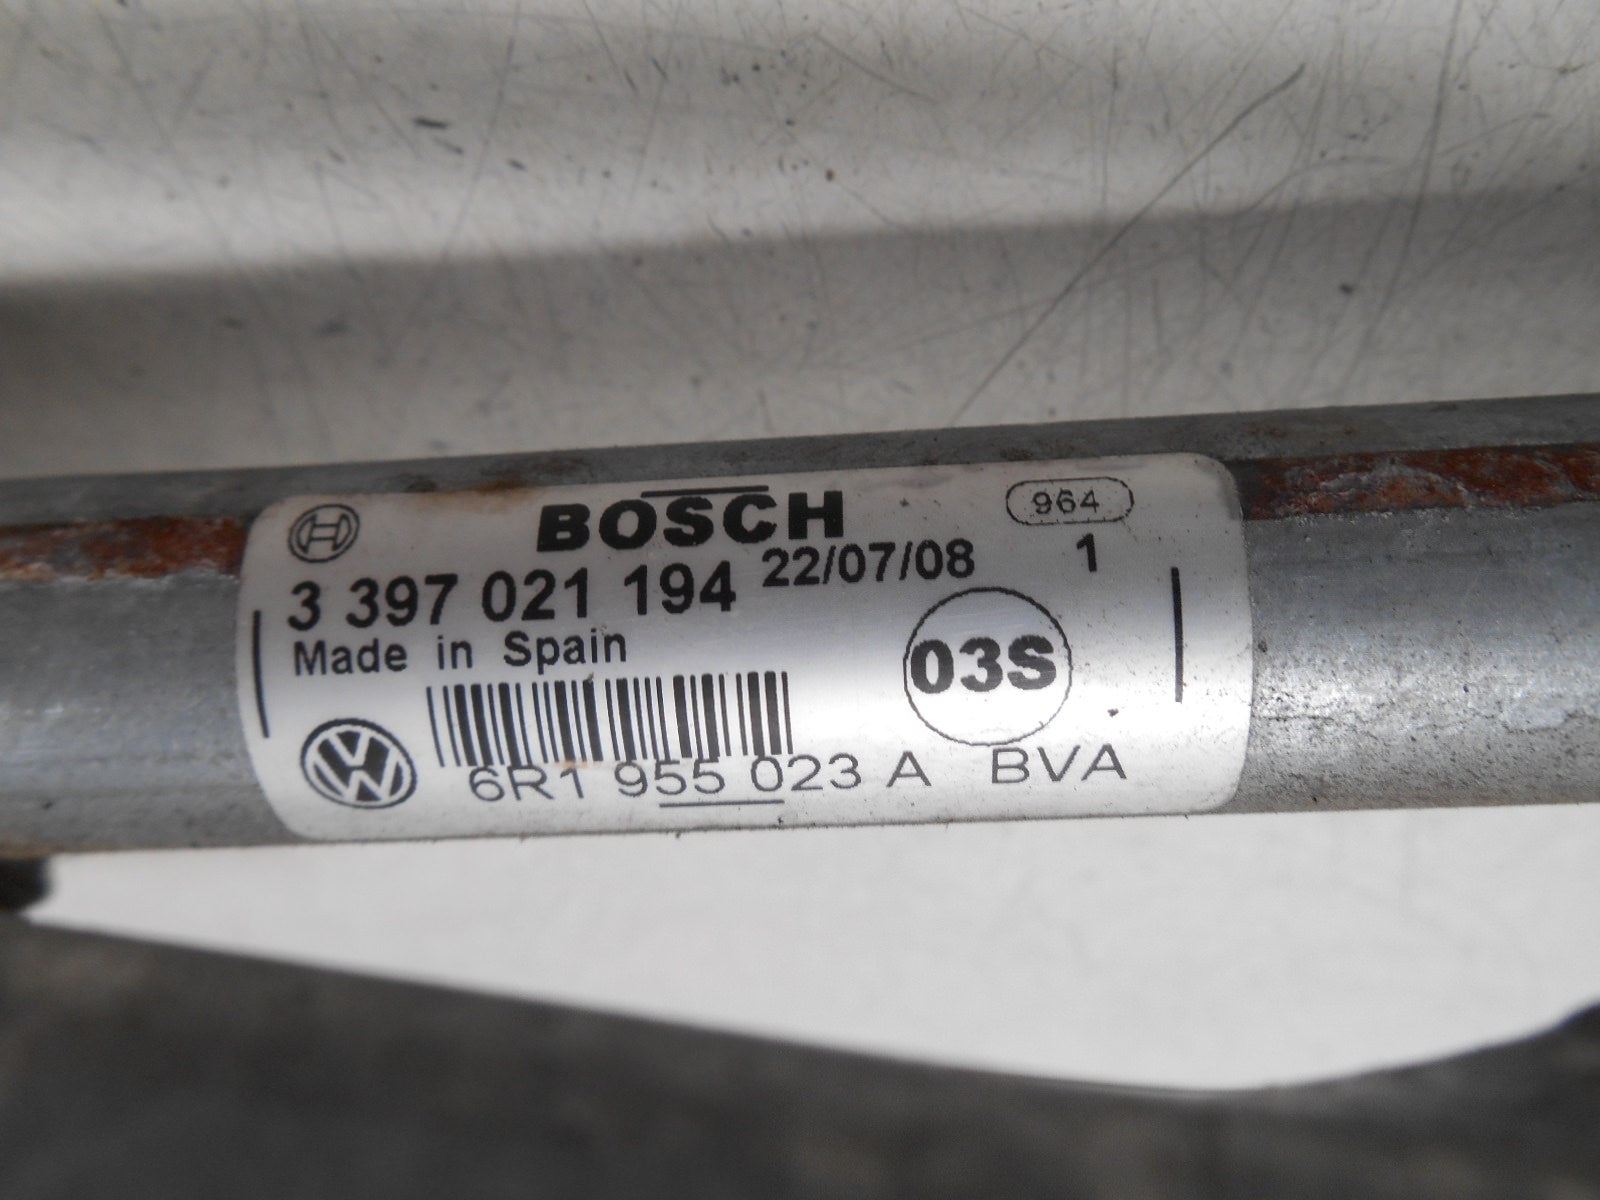 BOSCH
964
3 397 021 194 22/07/08 1
Made in Spain
03S
6R1 955 023 A BVA